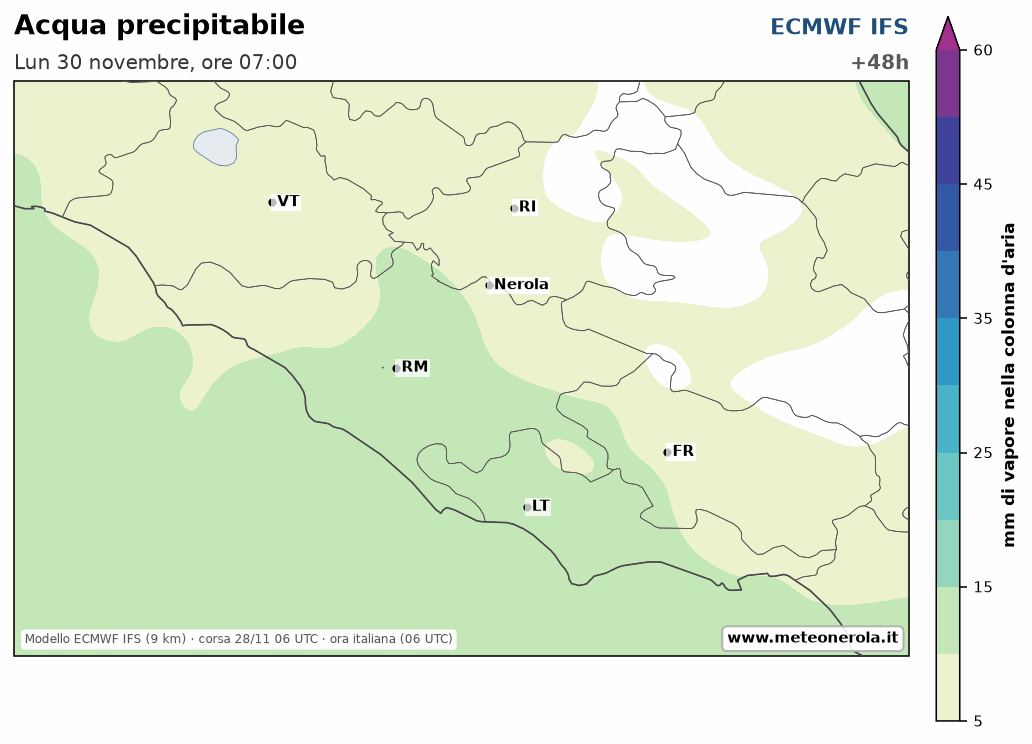 Acqua precipitabile
ECMWF IFS
Lun 30 novembre, ore 07:00
+48h
VT
RI
Nerola
RM
FR
LT
Modello ECMWF IFS (9 km) · corsa 28/11 06 UTC · ora italiana (06 UTC)
www.meteonerola.it
60
45
35
25
15
5
mm di vapore nella colonna d'aria